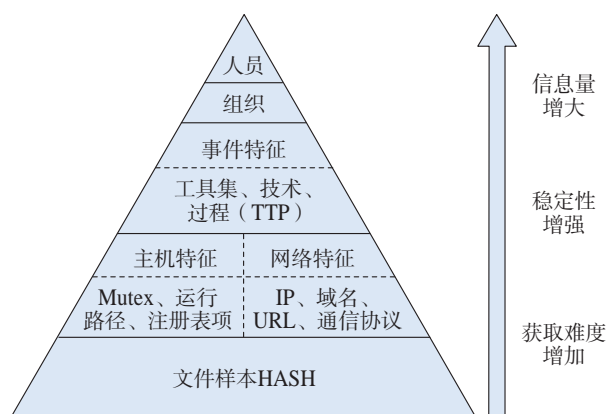 人员
组织
事件特征
工具集、技术、
过程（TTP）
主机特征
网络特征
Mutex、运行
路径、注册表项
IP、域名、
URL、通信协议
文件样本HASH
信息量
增大
稳定性
增强
获取难度
增加